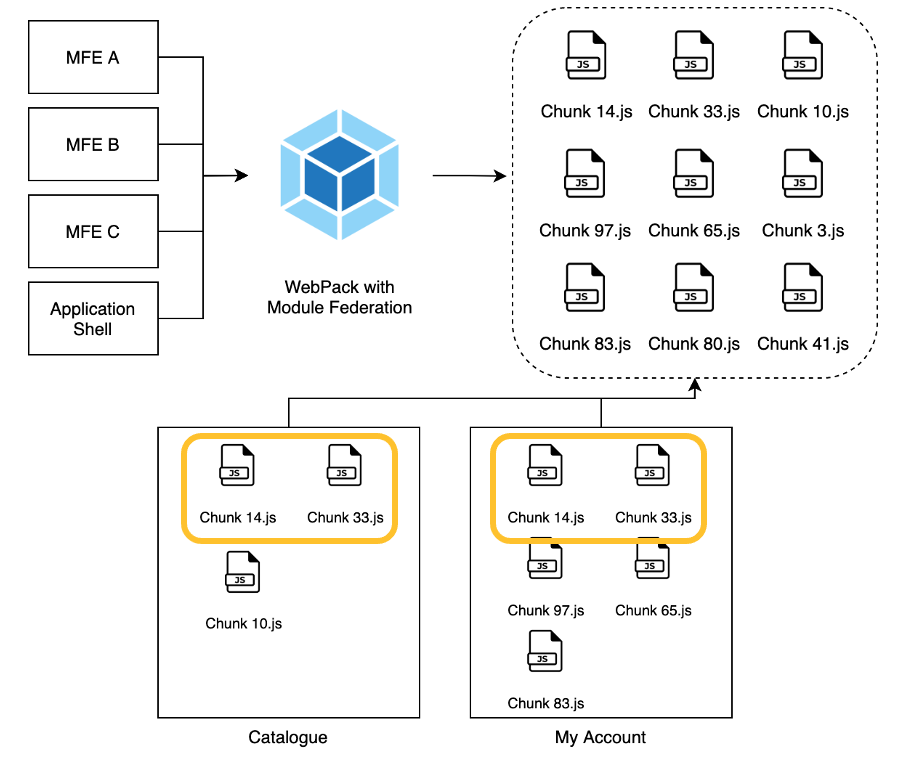 MFE A
MFE B
MFE C
Application
Shell
WebPack with
Module Federation
JS
JS
JS
Chunk 14.js
Chunk 33.js
Chunk 10.js
JS
JS
JS
Chunk 97.js
Chunk 65.js
Chunk 3.js
JS
JS
JS
Chunk 83.js
Chunk 80.js
Chunk 41.js
JS
JS
Chunk 14.js
Chunk 33.js
JS
Chunk 10.js
Catalogue
JS
JS
Chunk 14.js
Chunk 33.js
JS
JS
Chunk 97.js
Chunk 65.js
JS
Chunk 83.js
My Account